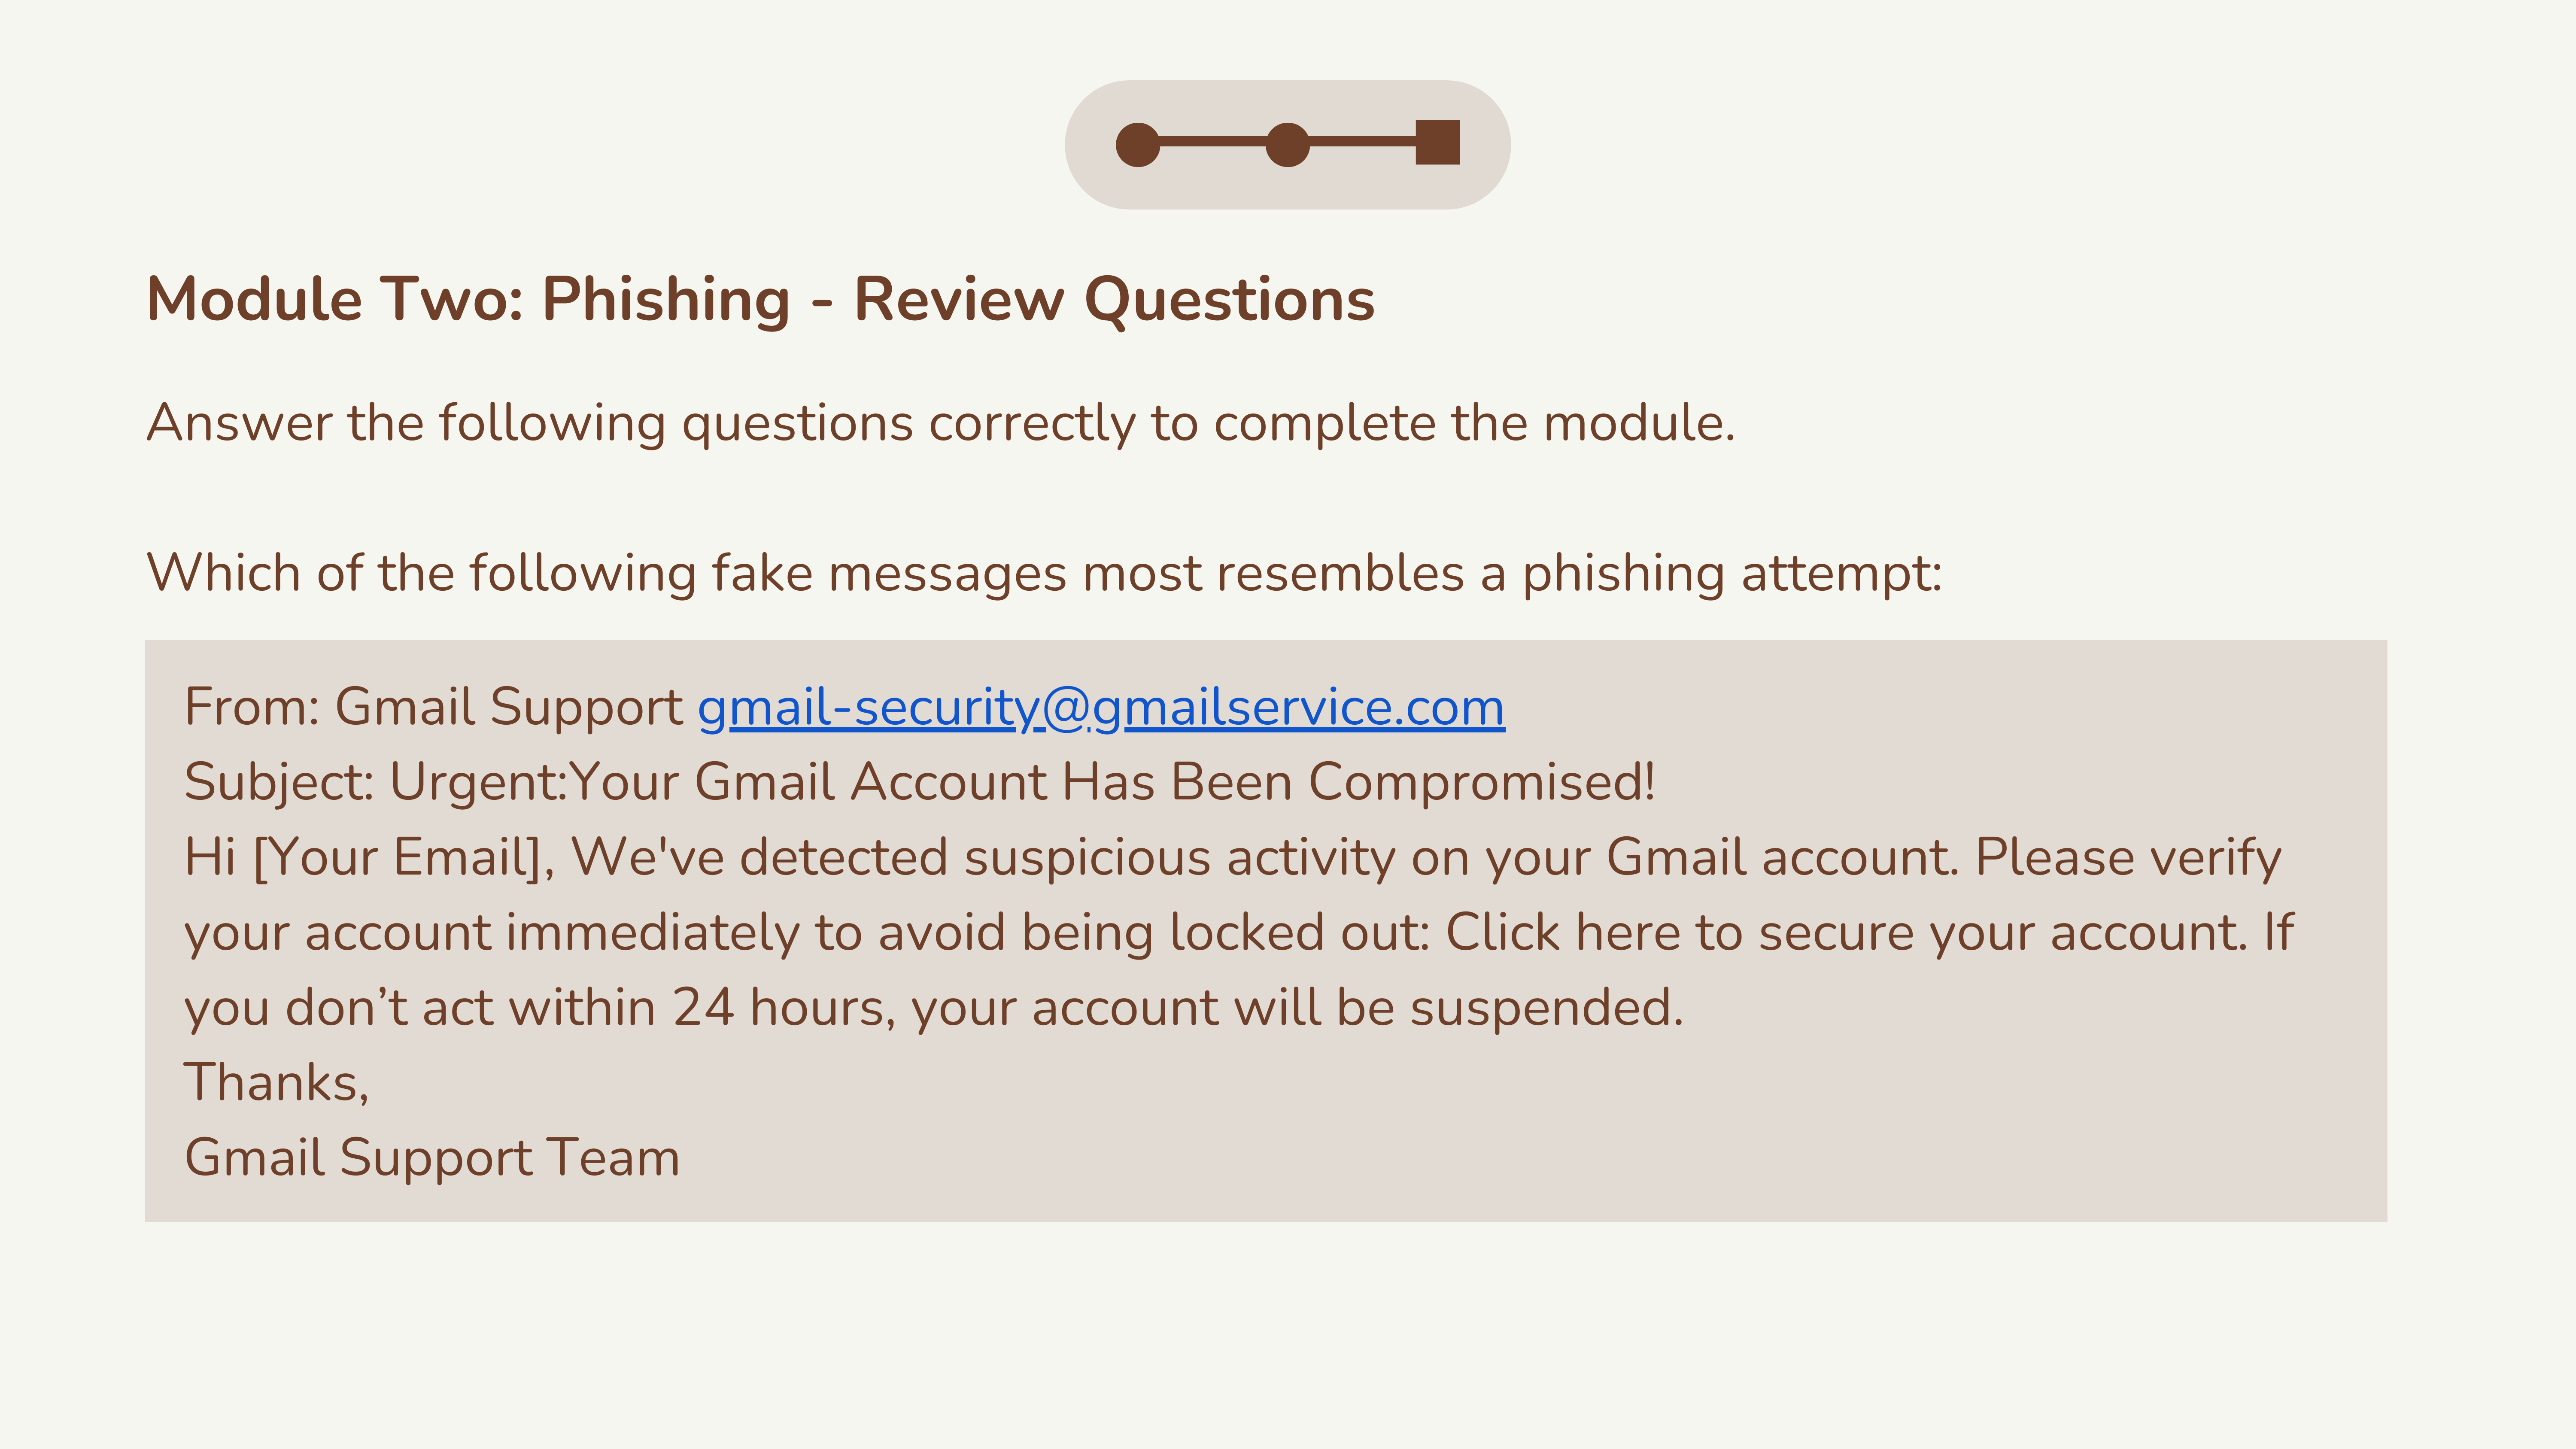 Module Two: Phishing - Review Questions
Answer the following questions correctly to complete the module.
Which of the following fake messages most resembles a phishing attempt:
From: Gmail Support gmail-security@gmailservice.com
Subject: Urgent:Your Gmail Account Has Been Compromised!
Hi [Your Email], We've detected suspicious activity on your Gmail account. Please verify
your account immediately to avoid being locked out: Click here to secure your account. If
you don’t act within 24 hours, your account will be suspended.
Thanks,
Gmail Support Team